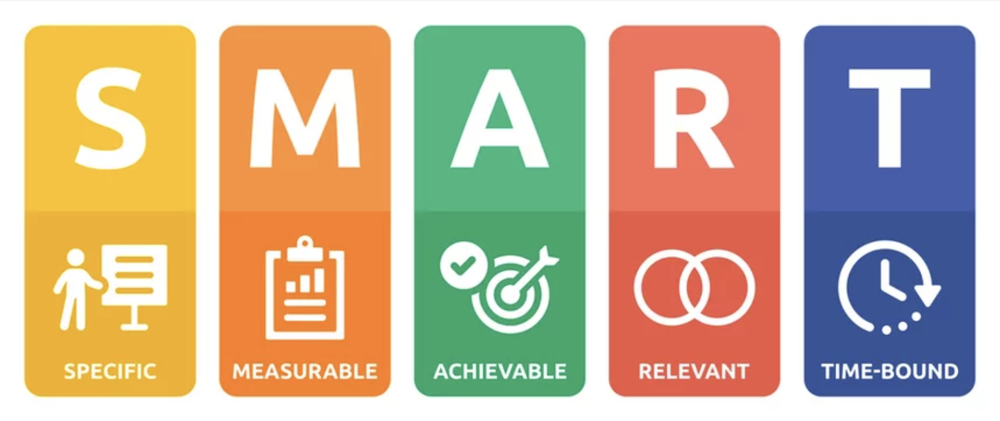 S M A R T
SPECIFIC MEASURABLE ACHIEVABLE RELEVANT TIME-BOUND